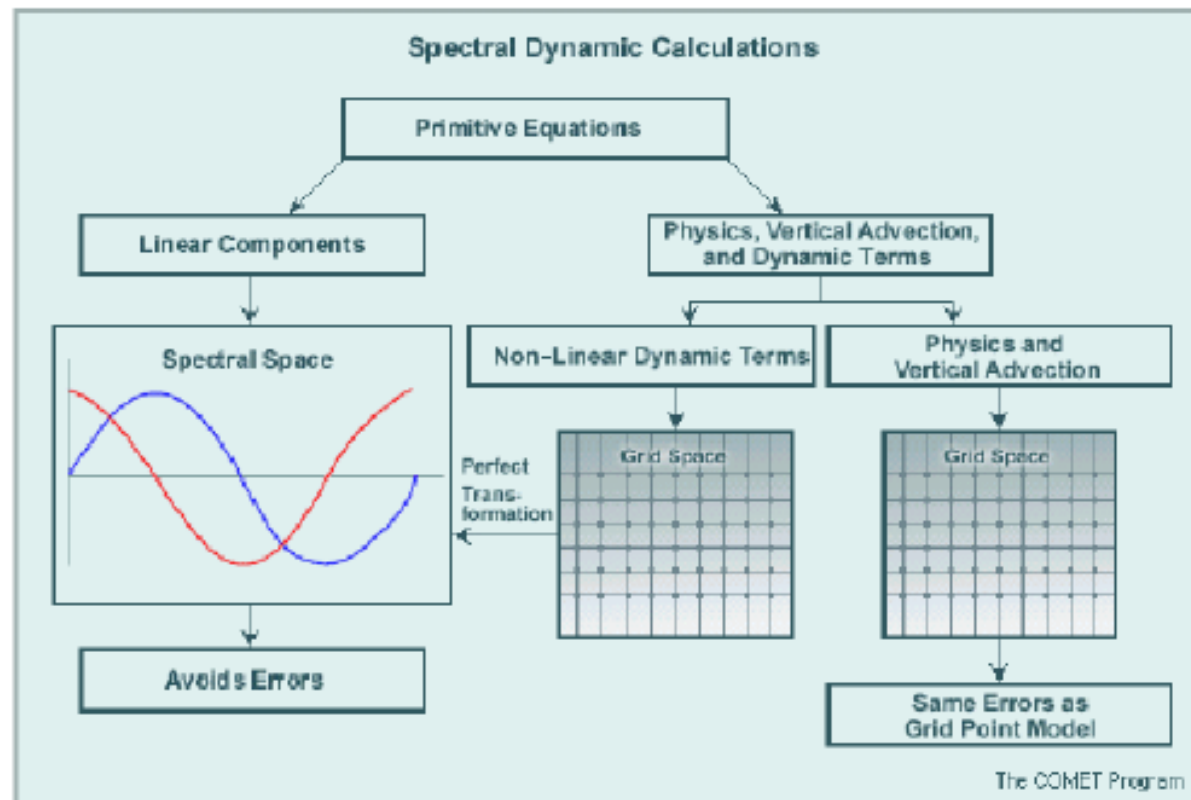 Spectral Dynamic Calculations
Primitive Equations
Linear Components
Physics, Vertical Advection,
and Dynamic Terms
Spectral Space
Non-Linear Dynamic Terms
Physics and
Vertical Advection
Grid Space
Grid Space
Perfect
Trans-
formation
Avoids Errors
Same Errors as
Grid Point Model
The COMET Program